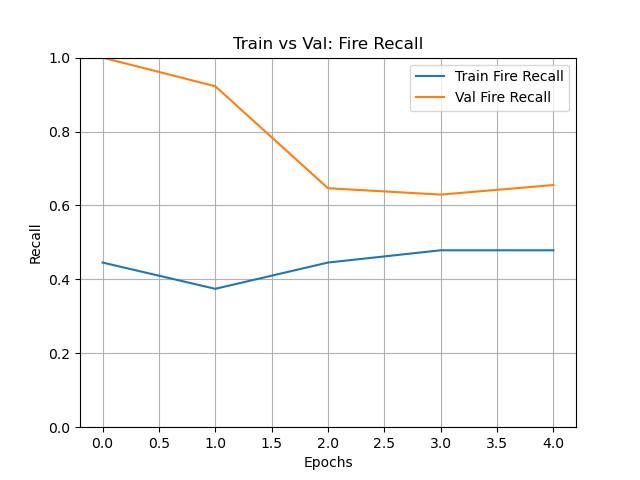 Train vs Val: Fire Recall
Train Fire Recall
Val Fire Recall
Recall
1.0
0.8
0.6
0.4
0.2
0.0
0.0 0.5 1.0 1.5 2.0 2.5 3.0 3.5 4.0
Epochs